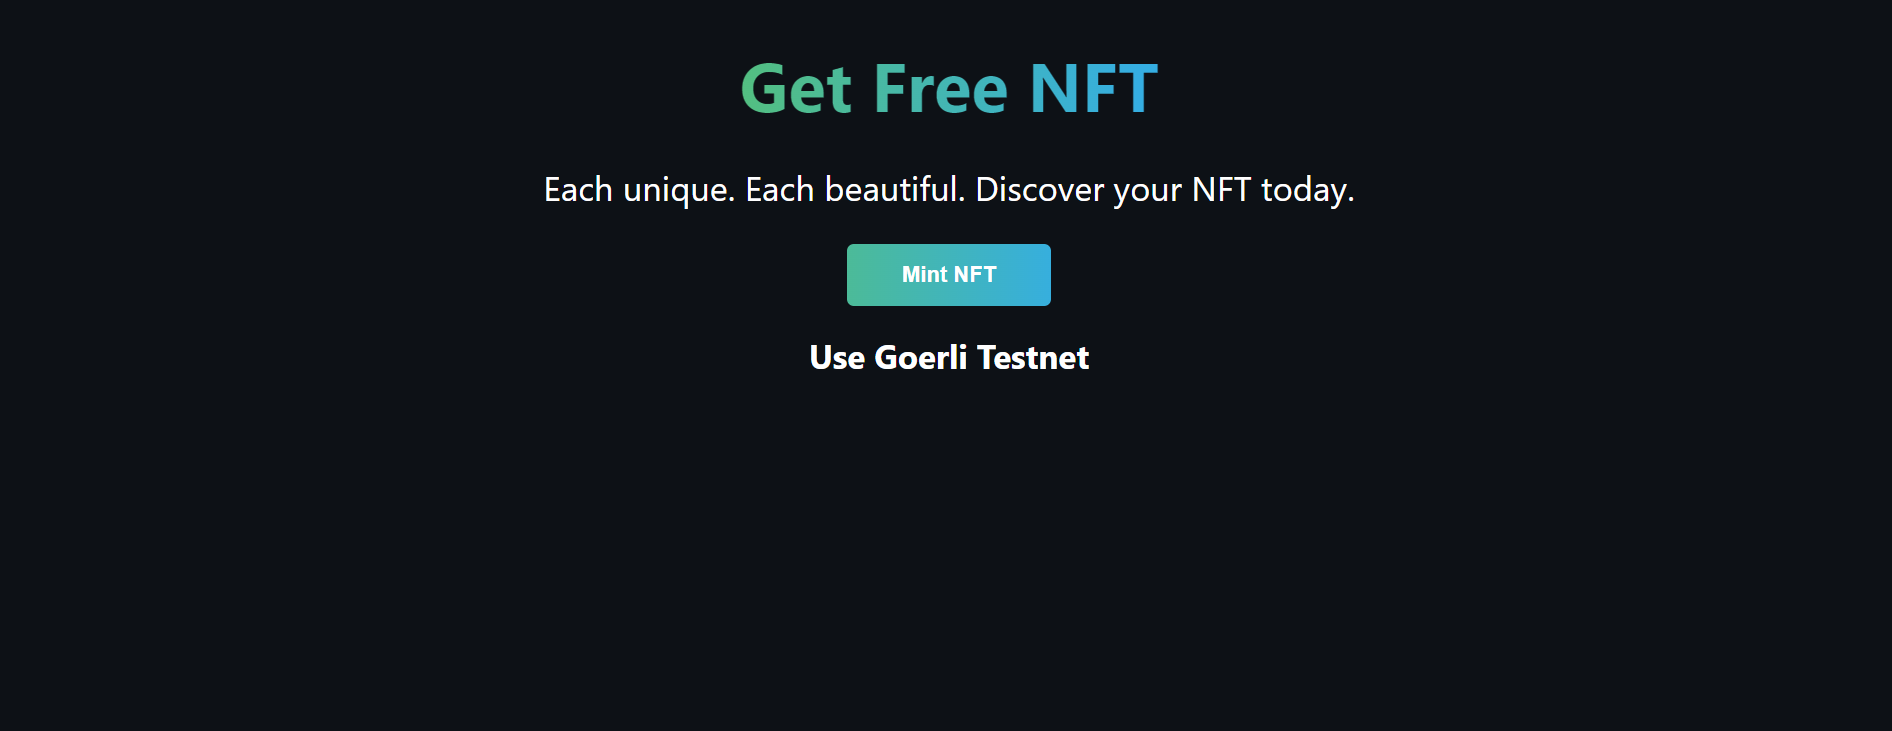 Get Free NFT
Each unique. Each beautiful. Discover your NFT today.
Mint NFT
Use Goerli Testnet